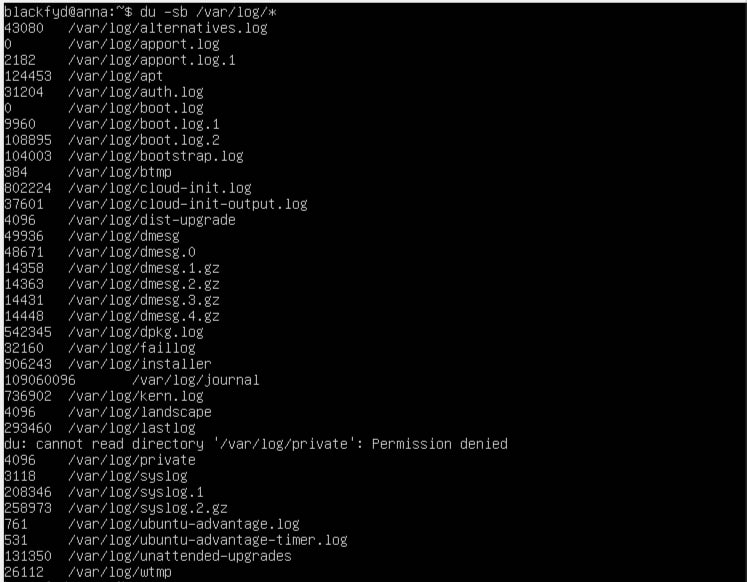 blackfyd@anna:~$ du -sb /var/log/*
43080 /var/log/alternatives.log
0 /var/log/apport.log
2182 /var/log/apport.log.1
124453 /var/log/apt
31204 /var/log/auth.log
0 /var/log/boot.log
9960 /var/log/boot.log.1
108895 /var/log/boot.log.2
104003 /var/log/bootstrap.log
384 /var/log/btmp
802224 /var/log/cloud-init.log
37601 /var/log/cloud-init-output.log
4096 /var/log/dist-upgrade
49936 /var/log/dmesg
48671 /var/log/dmesg.0
14358 /var/log/dmesg.1.gz
14363 /var/log/dmesg.2.gz
14431 /var/log/dmesg.3.gz
14448 /var/log/dmesg.4.gz
542345 /var/log/dpkg.log
32160 /var/log/faillog
906243 /var/log/installer
109060096 /var/log/journal
736902 /var/log/kern.log
4096 /var/log/landscape
293460 /var/log/lastlog
du: cannot read directory '/var/log/private': Permission denied
4096 /var/log/private
3118 /var/log/syslog
208346 /var/log/syslog.1
258973 /var/log/syslog.2.gz
761 /var/log/ubuntu-advantage.log
531 /var/log/ubuntu-advantage-timer.log
131350 /var/log/unattended-upgrades
26112 /var/log/wtmp